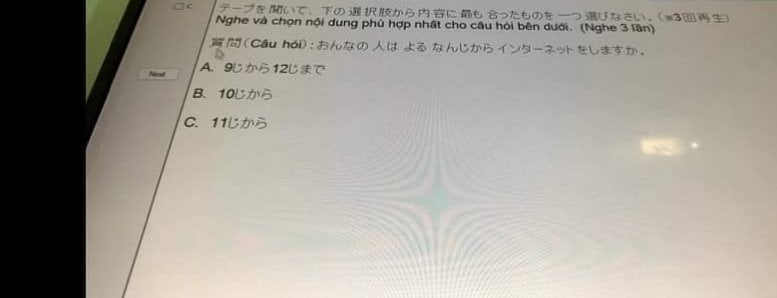 C
テープを聞いて、下の選択肢から内容に最も合ったものを一つ選びなさい。(※3回再生)
Nghe và chọn nội dung phù hợp nhất cho câu hỏi bên dưới. (Nghe 3 lần)
質問(Câu hỏi):おんなの人は よる なんじから インターネットをしますか。
Next
A. 9じから12じまで
B. 10じから
C. 11じから